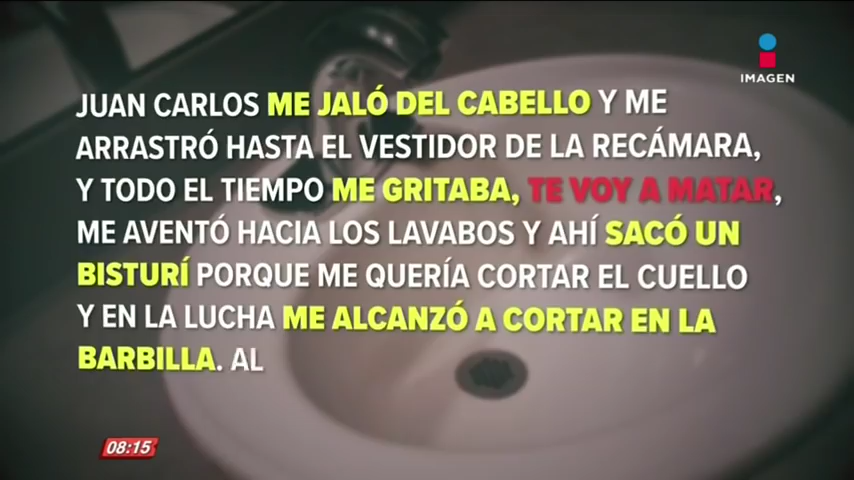 IMAGEN
JUAN CARLOS ME JALÓ DEL CABELLO Y ME
ARRASTRÓ HASTA EL VESTIDOR DE LA RECÁMARA,
Y TODO EL TIEMPO ME GRITABA, TE VOY A MATAR,
ME AVENTÓ HACIA LOS LAVABOS Y AHÍ SACÓ UN
BISTURÍ PORQUE ME QUERÍA CORTAR EL CUELLO
Y EN LA LUCHA ME ALCANZÓ A CORTAR EN LA
BARBILLA. AL
08:15